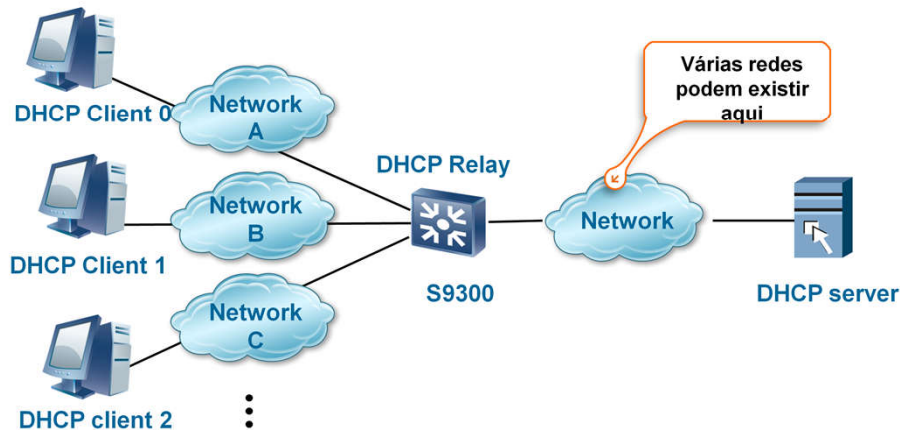 DHCP Client 0
Network
A
Várias redes
podem existir
aqui
DHCP Relay
DHCP Client 1
Network
B
S9300
Network
DHCP server
Network
C
DHCP client 2